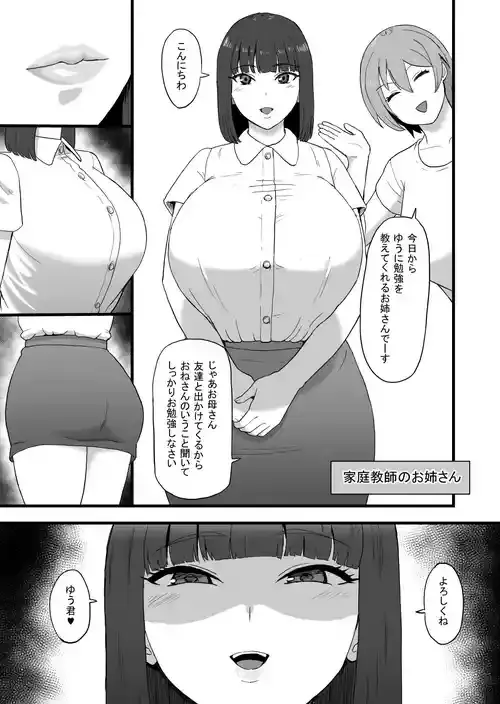 こんにちわ
今日から
ゆうに勉強を
教えてくれるお姉さんでーす
じゃあお母さん
友達と出かけてくるから
おねさんのいうこと聞いて
しっかりお勉強しなさい
家庭教師のお姉さん
よろしくね
ゆう君♥